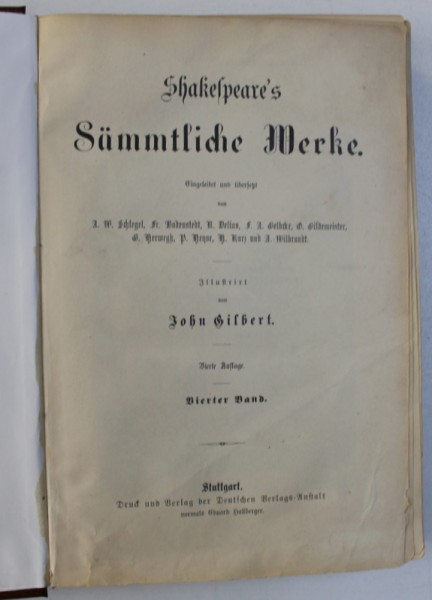 Shakeſpeare's
Sämmtliche Werke.
Eingeleitet und überſetzt
von
A. W. Schlegel, Fr. Bodenſtedt, N. Delius, F. A. Gelbcke, O. Gildemeiſter,
G. Herwegh, P. Heyſe, H. Kurz und A. Wilbrandt.
Illuſtrirt
von
John Gilbert.
Vierte Auflage
Vierter Band.
Stuttgart.
Druck und Verlag der Deutſchen Verlags-Anſtalt
vormals Eduard Hallberger.